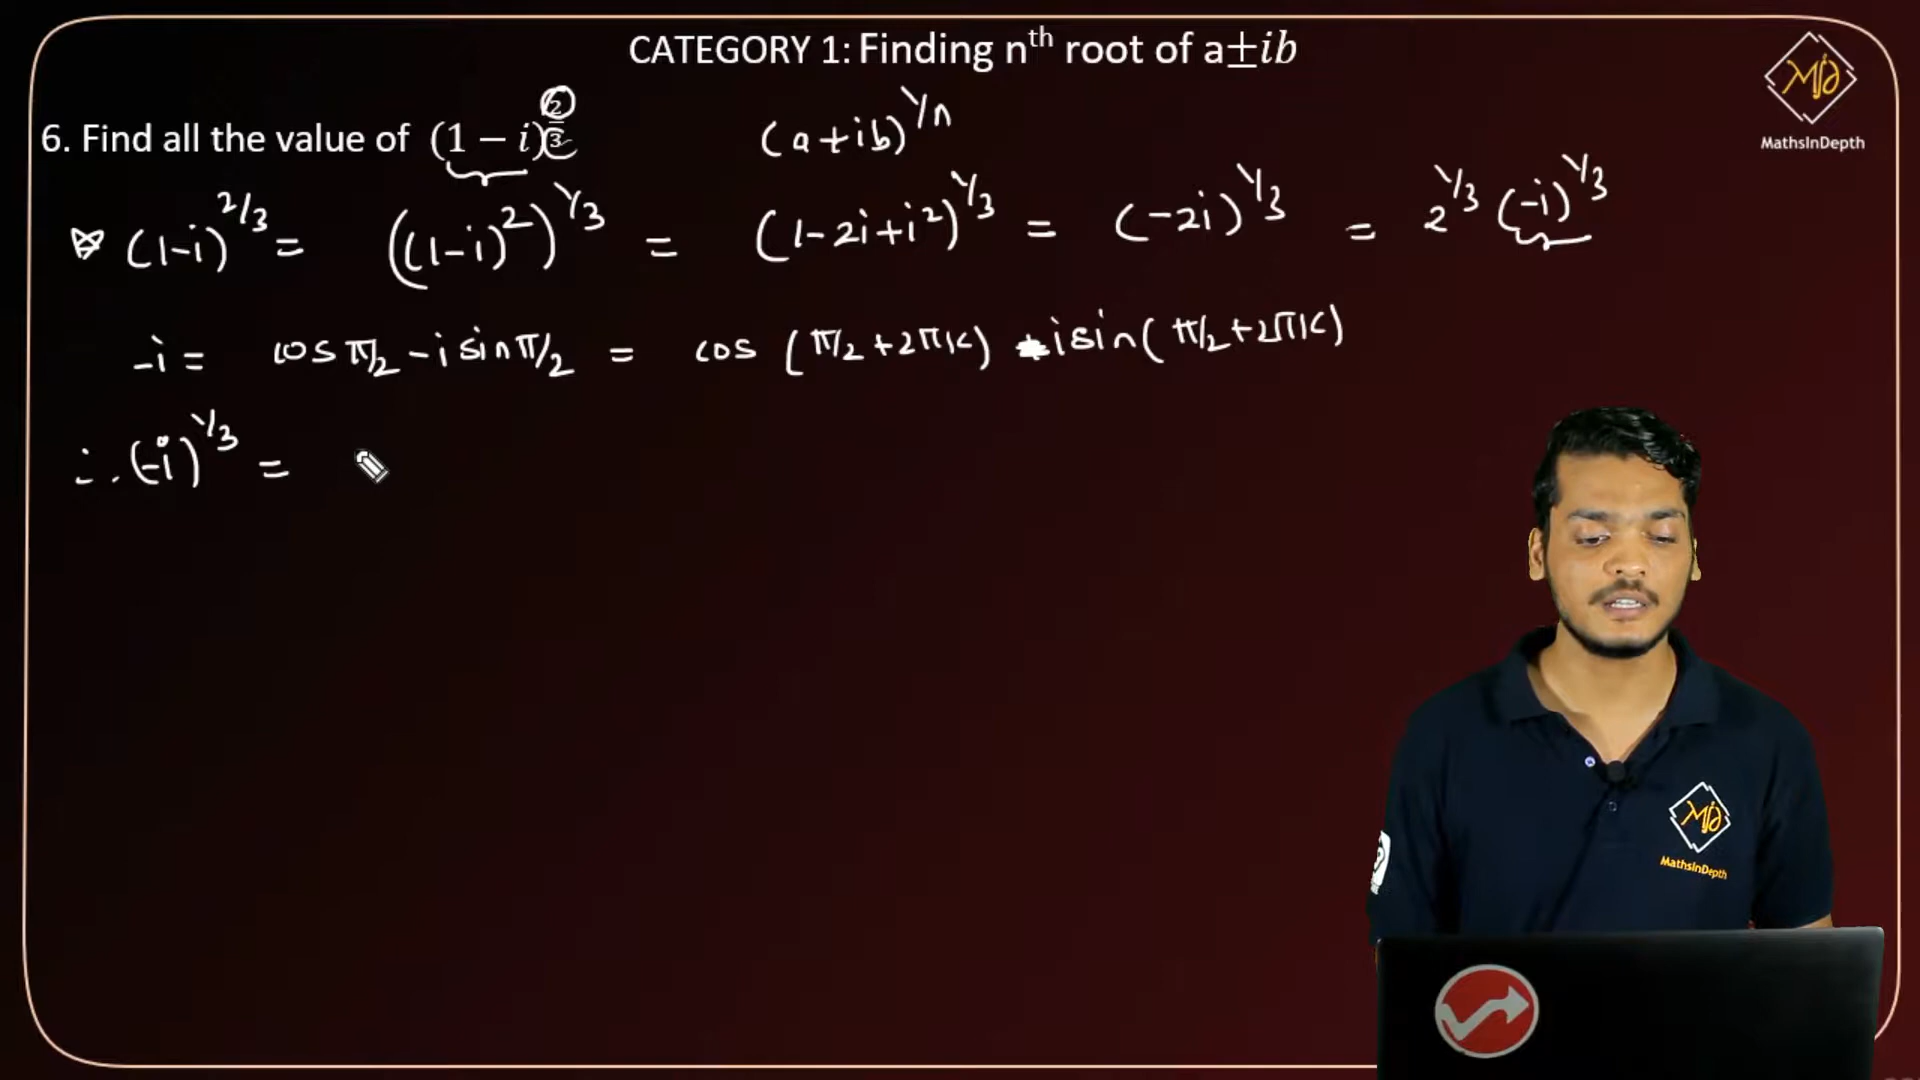 CATEGORY 1: Finding nᵗʰ root of a±ib
MID
MathsInDepth
6. Find all the value of (1 − i)^(2/3)   (a+ib)^(1/n)
(1-i)^(2/3) = ((1-i)^2)^(1/3) = (1-2i+i^2)^(1/3) = (-2i)^(1/3) = 2^(1/3) (-i)^(1/3)
-i = cos π/2 - i sin π/2 = cos (π/2 + 2πk) - i sin (π/2 + 2πk)
∴ (-i)^(1/3) =
MID
MathsInDepth